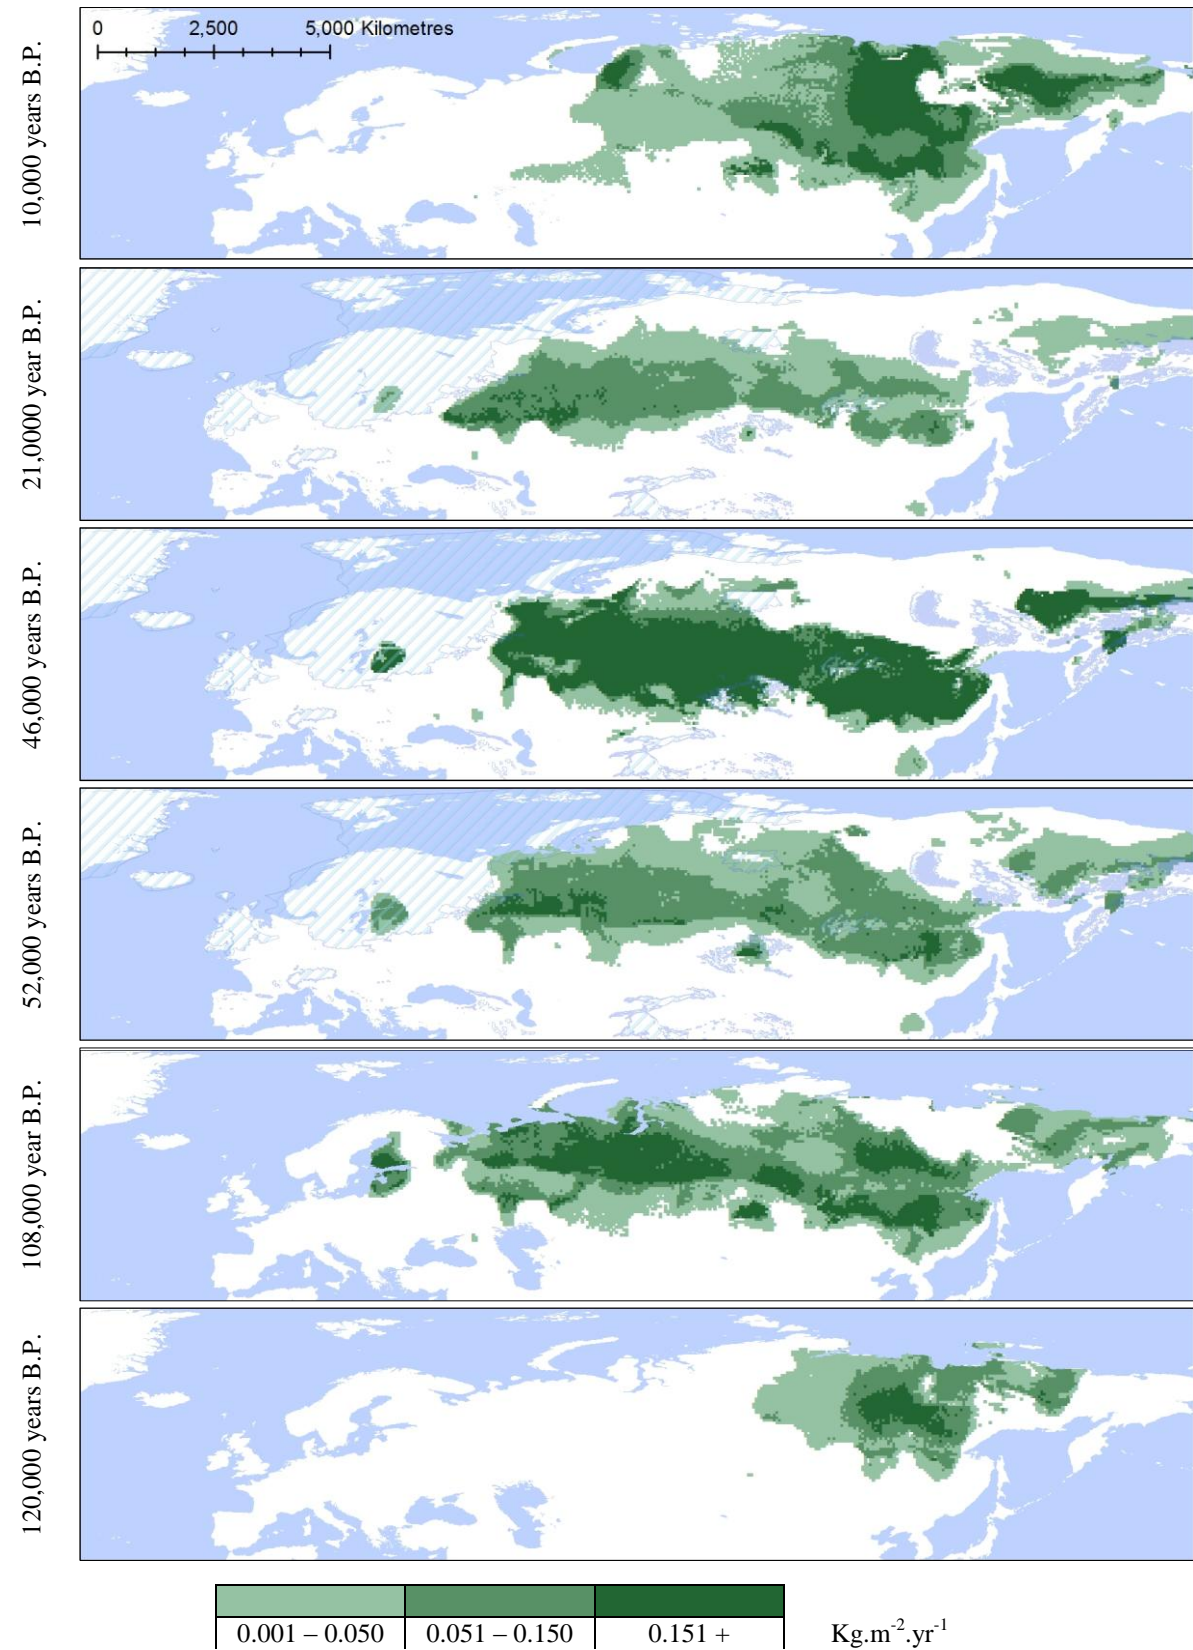 0 2,500 5,000 Kilometres
10,000 years B.P.
21,0000 year B.P.
46,000 years B.P.
52,000 years B.P.
108,000 year B.P.
120,000 years B.P.
0.001 – 0.050 0.051 – 0.150 0.151 + Kg.m⁻².yr⁻¹